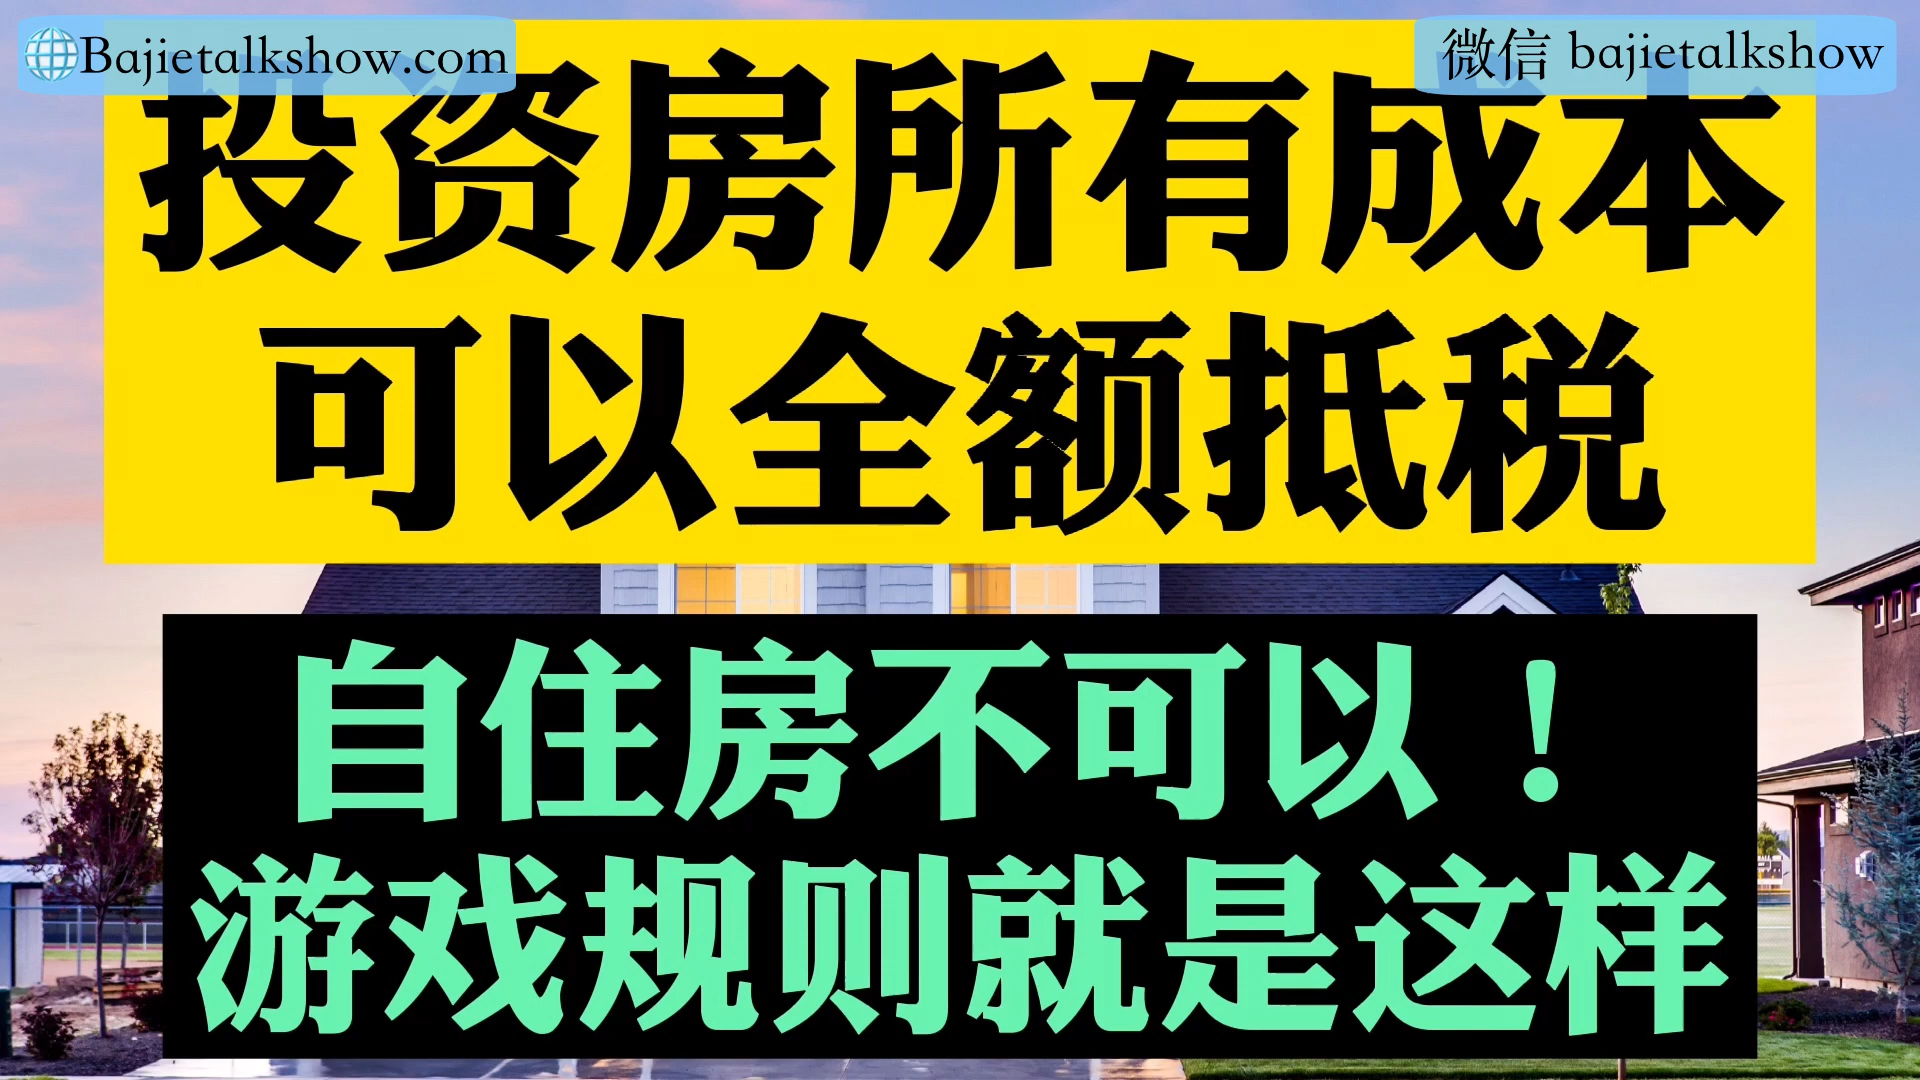 Bajietalkshow.com
微信 bajietalkshow
投资房所有成本
可以全额抵税
自住房不可以！
游戏规则就是这样